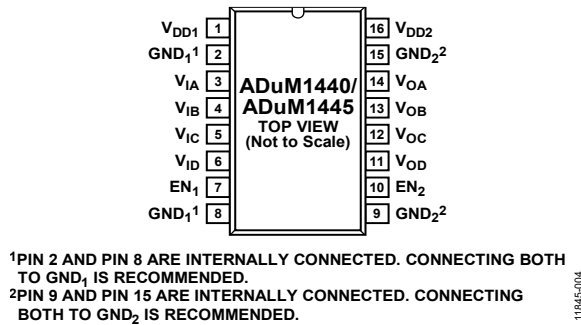 VDD1 1 16 VDD2
GND1¹ 2 15 GND2²
VIA 3 14 VOA
ADuM1440/
VIB 4 13 VOB
ADuM1445
VIC 5 12 VOC
TOP VIEW
(Not to Scale)
VID 6 11 VOD
EN1 7 10 EN2
GND1¹ 8 9 GND2²
¹PIN 2 AND PIN 8 ARE INTERNALLY CONNECTED. CONNECTING BOTH
TO GND1 IS RECOMMENDED.
²PIN 9 AND PIN 15 ARE INTERNALLY CONNECTED. CONNECTING
BOTH TO GND2 IS RECOMMENDED.
11845-004